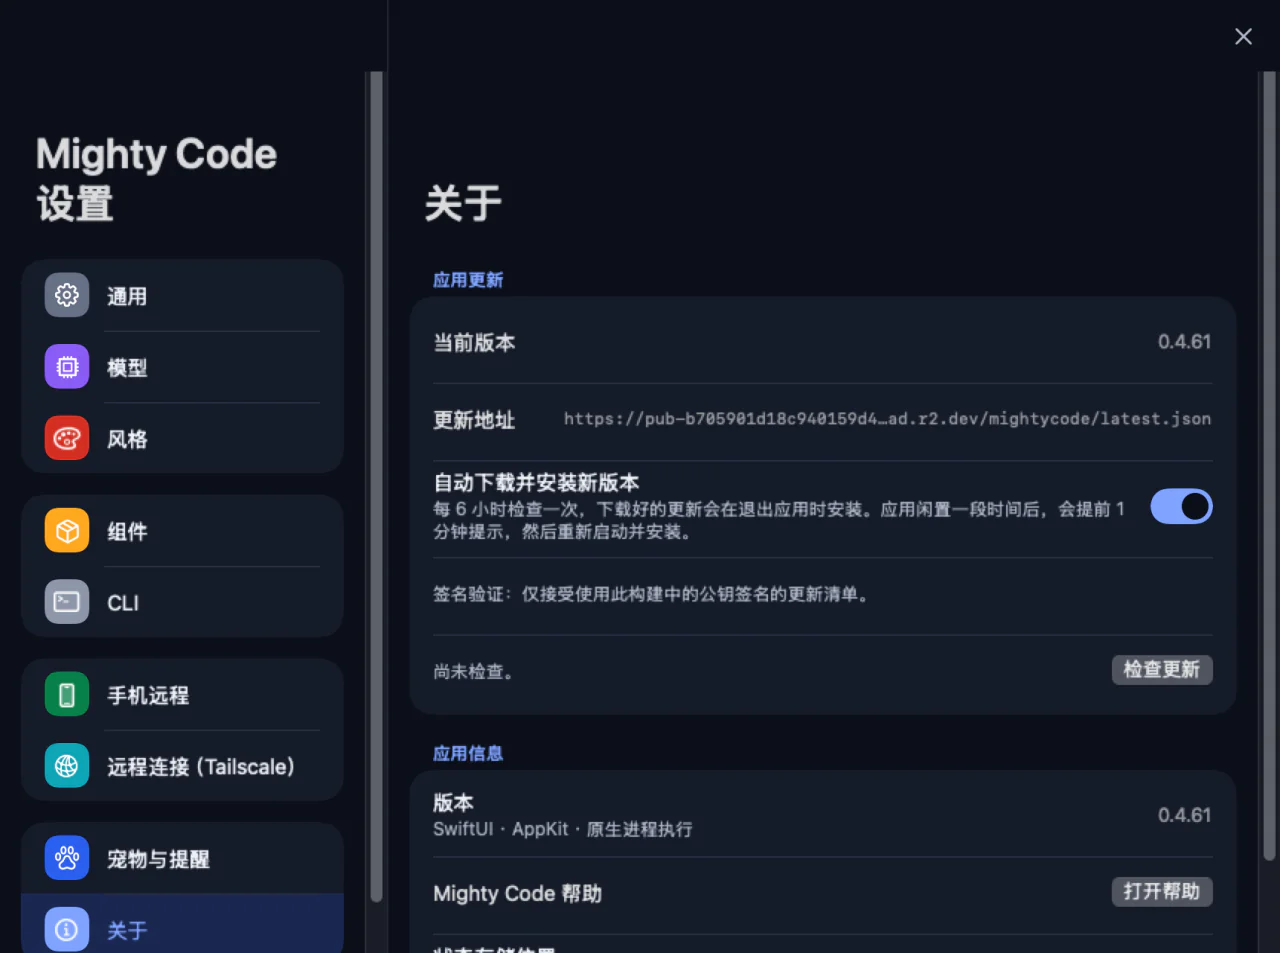 Mighty Code
设置
通用
模型
风格
组件
CLI
手机远程
远程连接 (Tailscale)
宠物与提醒
关于
关于
应用更新
当前版本
0.4.61
更新地址
https://pub-b705901d18c940159d4…ad.r2.dev/mightycode/latest.json
自动下载并安装新版本
每 6 小时检查一次，下载好的更新会在退出应用时安装。应用闲置一段时间后，会提前 1
分钟提示，然后重新启动并安装。
签名验证：仅接受使用此构建中的公钥签名的更新清单。
尚未检查。
检查更新
应用信息
版本
SwiftUI · AppKit · 原生进程执行
0.4.61
Mighty Code 帮助
打开帮助